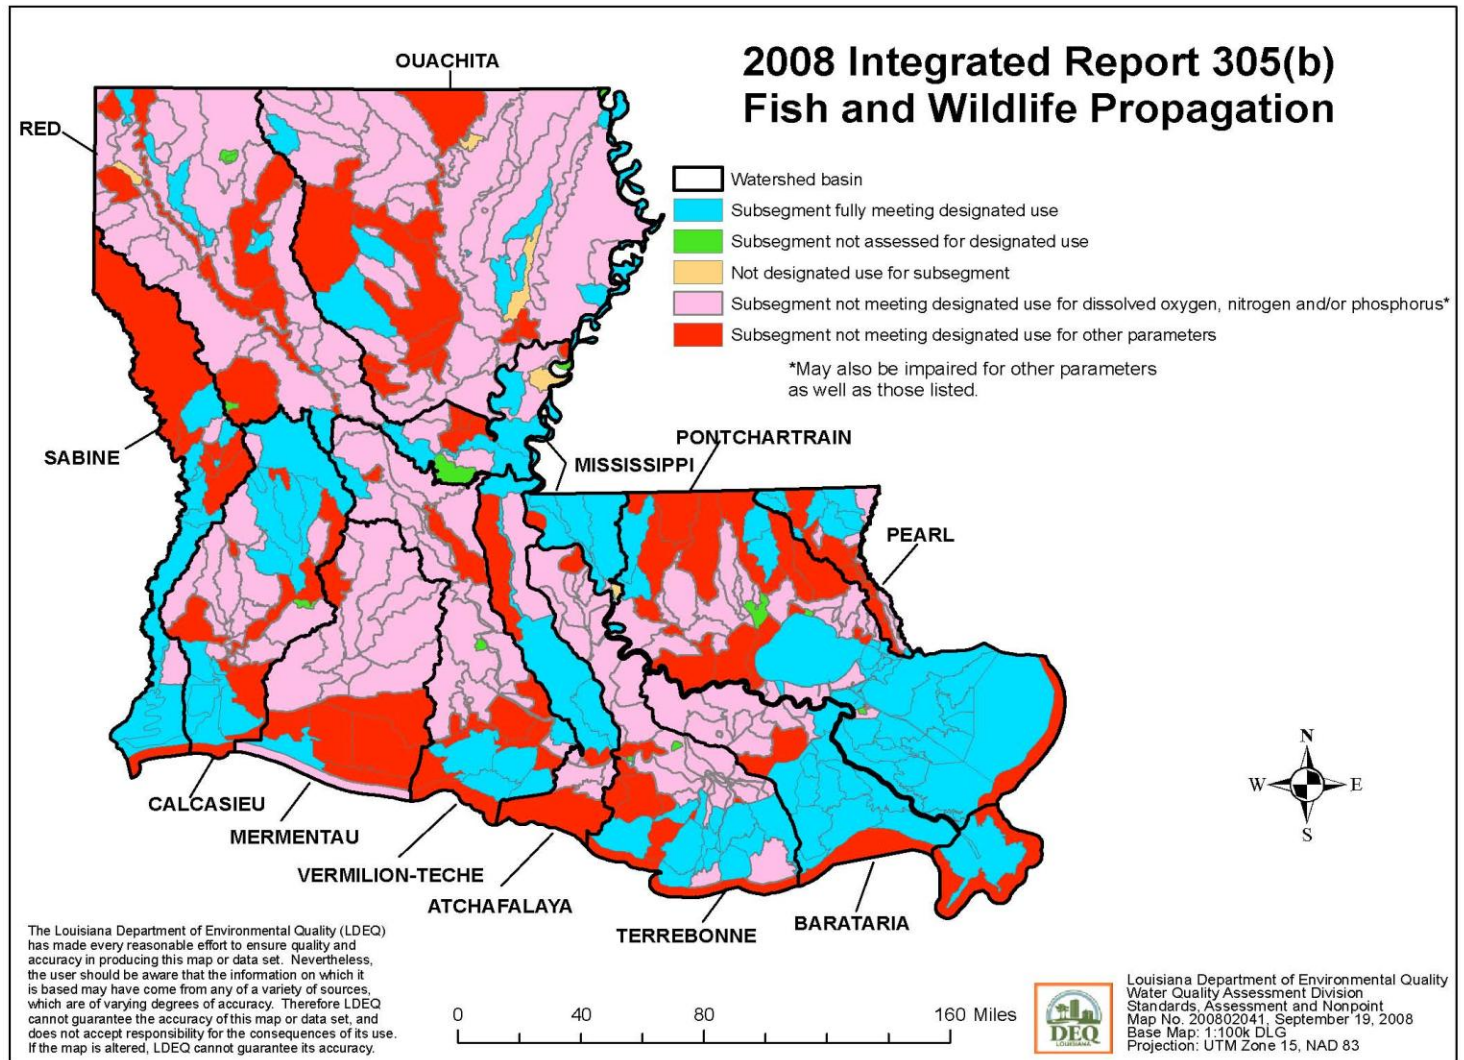 2008 Integrated Report 305(b)
Fish and Wildlife Propagation
OUACHITA
RED
Watershed basin
Subsegment fully meeting designated use
Subsegment not assessed for designated use
Not designated use for subsegment
Subsegment not meeting designated use for dissolved oxygen, nitrogen and/or phosphorus*
Subsegment not meeting designated use for other parameters
*May also be impaired for other parameters
as well as those listed.
SABINE
PONTCHARTRAIN
MISSISSIPPI
PEARL
CALCASIEU
MERMENTAU
VERMILION-TECHE
ATCHAFALAYA
TERREBONNE
BARATARIA
N
W E
S
The Louisiana Department of Environmental Quality (LDEQ)
has made every reasonable effort to ensure quality and
accuracy in producing this map or data set. Nevertheless,
the user should be aware that the information on which it
is based may have come from any of a variety of sources,
which are of varying degrees of accuracy. Therefore LDEQ
cannot guarantee the accuracy of this map or data set, and
does not accept responsibility for the consequences of its use.
If the map is altered, LDEQ cannot guarantee its accuracy.
0 40 80 160 Miles
DEQ
LOUISIANA
Louisiana Department of Environmental Quality
Water Quality Assessment Division
Standards, Assessment and Nonpoint
Map No. 200802041, September 19, 2008
Base Map: 1:100k DLG
Projection: UTM Zone 15, NAD 83